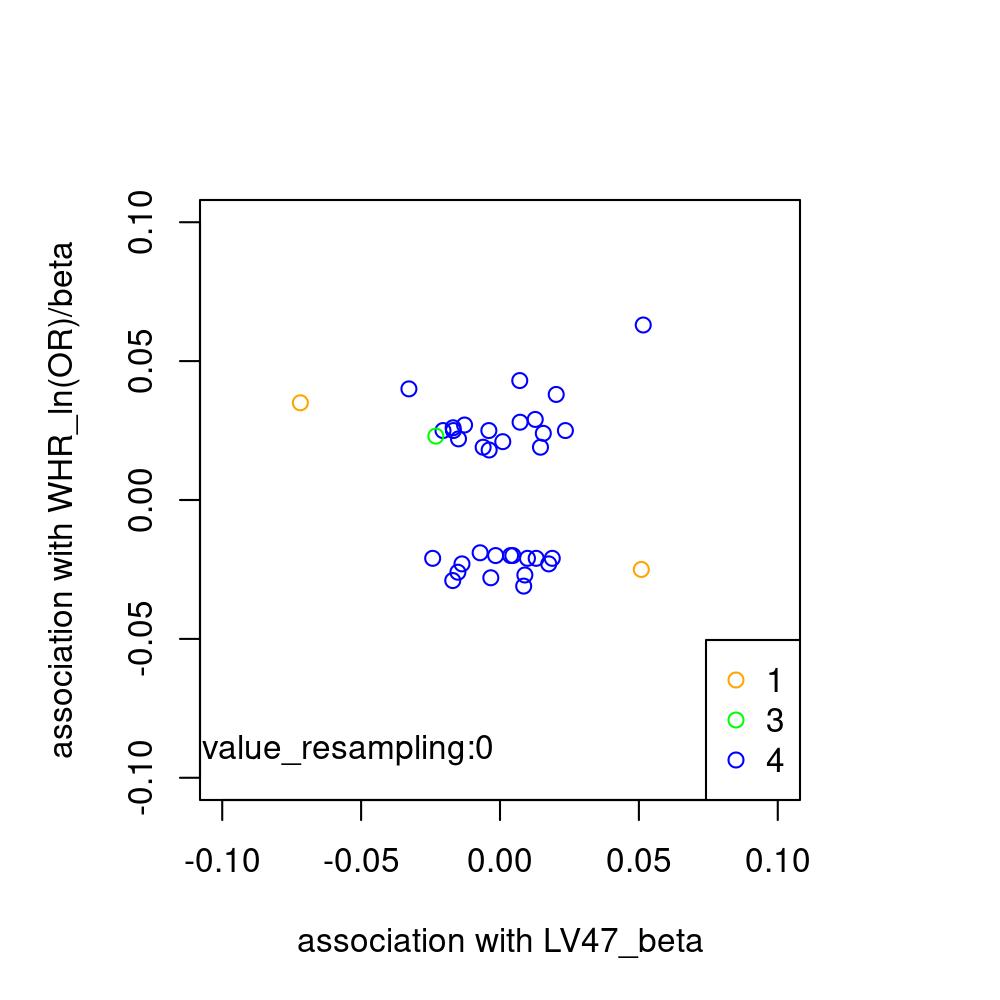 association with WHR_ln(OR)/beta
0.10
0.05
0.00
-0.05
-0.10
value_resampling:0
1
3
4
-0.10 -0.05 0.00 0.05 0.10
association with LV47_beta